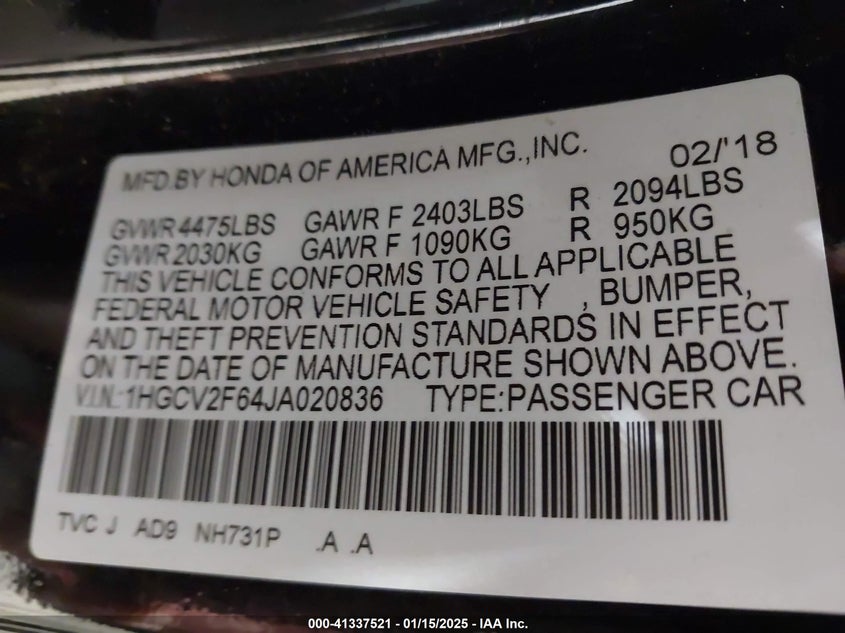 MFD.BY HONDA OF AMERICA MFG.,INC. 02/'18
GVWR 4475LBS GAWR F 2403LBS R 2094LBS
GVWR 2030KG GAWR F 1090KG R 950KG
THIS VEHICLE CONFORMS TO ALL APPLICABLE
FEDERAL MOTOR VEHICLE SAFETY , BUMPER,
AND THEFT PREVENTION STANDARDS IN EFFECT
ON THE DATE OF MANUFACTURE SHOWN ABOVE.
V.I.N.:1HGCV2F64JA020836 TYPE:PASSENGER CAR
TVC J AD9 NH731P .A .A
000-41337521 - 01/15/2025 - IAA Inc.